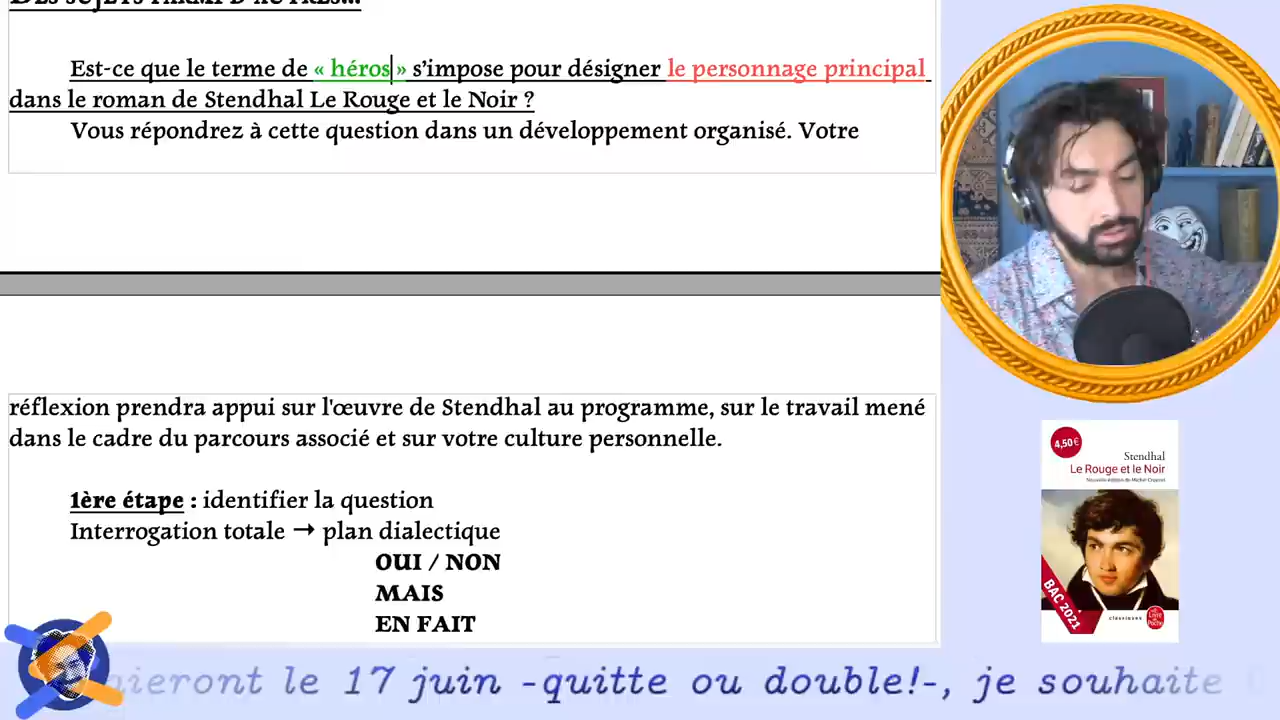 Est-ce que le terme de « héros » s'impose pour désigner le personnage principal
dans le roman de Stendhal Le Rouge et le Noir ?
Vous répondrez à cette question dans un développement organisé. Votre
réflexion prendra appui sur l'œuvre de Stendhal au programme, sur le travail mené
dans le cadre du parcours associé et sur votre culture personnelle.
1ère étape : identifier la question
Interrogation totale → plan dialectique
OUI / NON
MAIS
EN FAIT
4,50€
Stendhal
Le Rouge et le Noir
BAC 2021
classiques
Le Livre de Poche
le 17 juin -quitte ou double!-, je souhaite